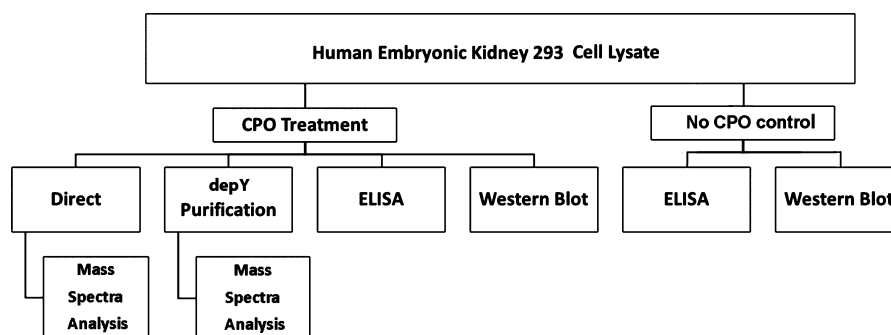 Human Embryonic Kidney 293 Cell Lysate
CPO Treatment
No CPO control
Direct
depY
Purification
ELISA
Western Blot
ELISA
Western Blot
Mass
Spectra
Analysis
Mass
Spectra
Analysis